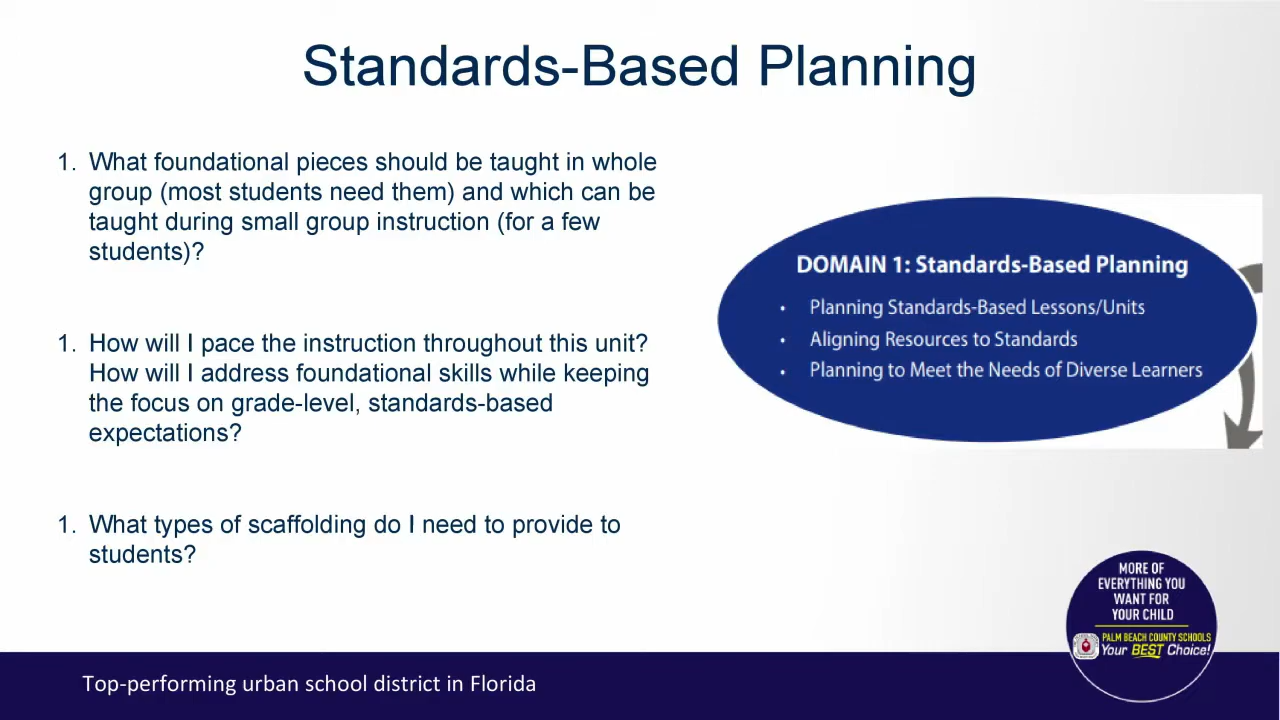 Standards-Based Planning
1. What foundational pieces should be taught in whole
group (most students need them) and which can be
taught during small group instruction (for a few
students)?
1. How will I pace the instruction throughout this unit?
How will I address foundational skills while keeping
the focus on grade-level, standards-based
expectations?
1. What types of scaffolding do I need to provide to
students?
DOMAIN 1: Standards-Based Planning
• Planning Standards-Based Lessons/Units
• Aligning Resources to Standards
• Planning to Meet the Needs of Diverse Learners
MORE OF
EVERYTHING YOU
WANT FOR
YOUR CHILD
PALM BEACH COUNTY SCHOOLS
Your BEST Choice!
Top-performing urban school district in Florida